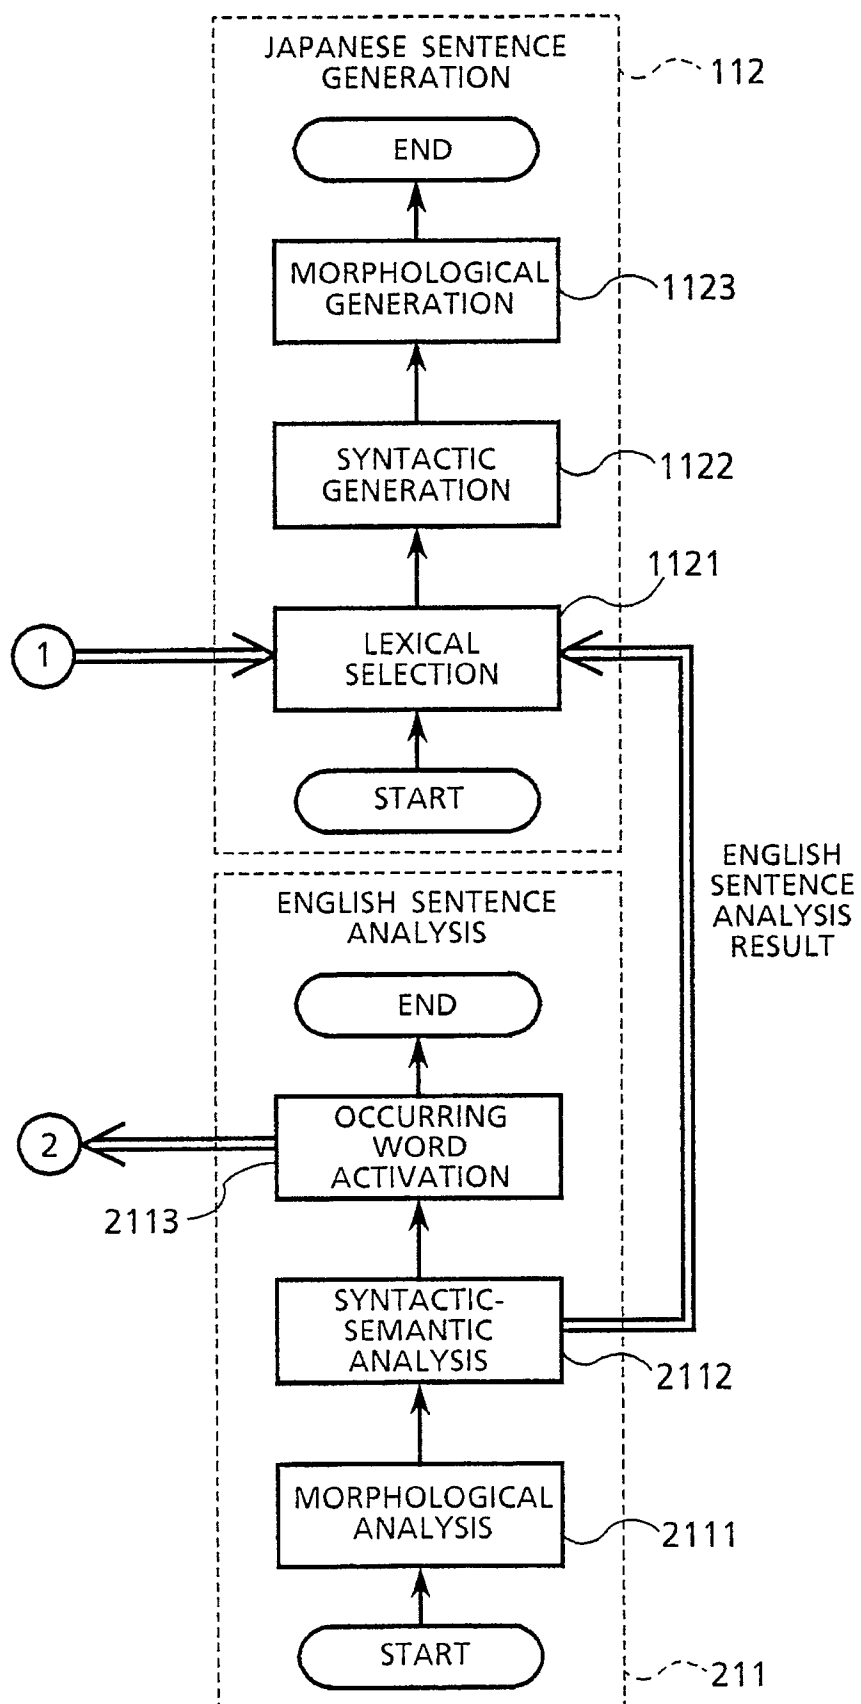 JAPANESE SENTENCE
GENERATION
112
END
MORPHOLOGICAL
GENERATION
1123
SYNTACTIC
GENERATION
1122
1121
1
LEXICAL
SELECTION
START
ENGLISH
SENTENCE
ANALYSIS
RESULT
ENGLISH SENTENCE
ANALYSIS
END
2
OCCURRING
WORD
ACTIVATION
2113
SYNTACTIC-
SEMANTIC
ANALYSIS
2112
MORPHOLOGICAL
ANALYSIS
2111
START
211